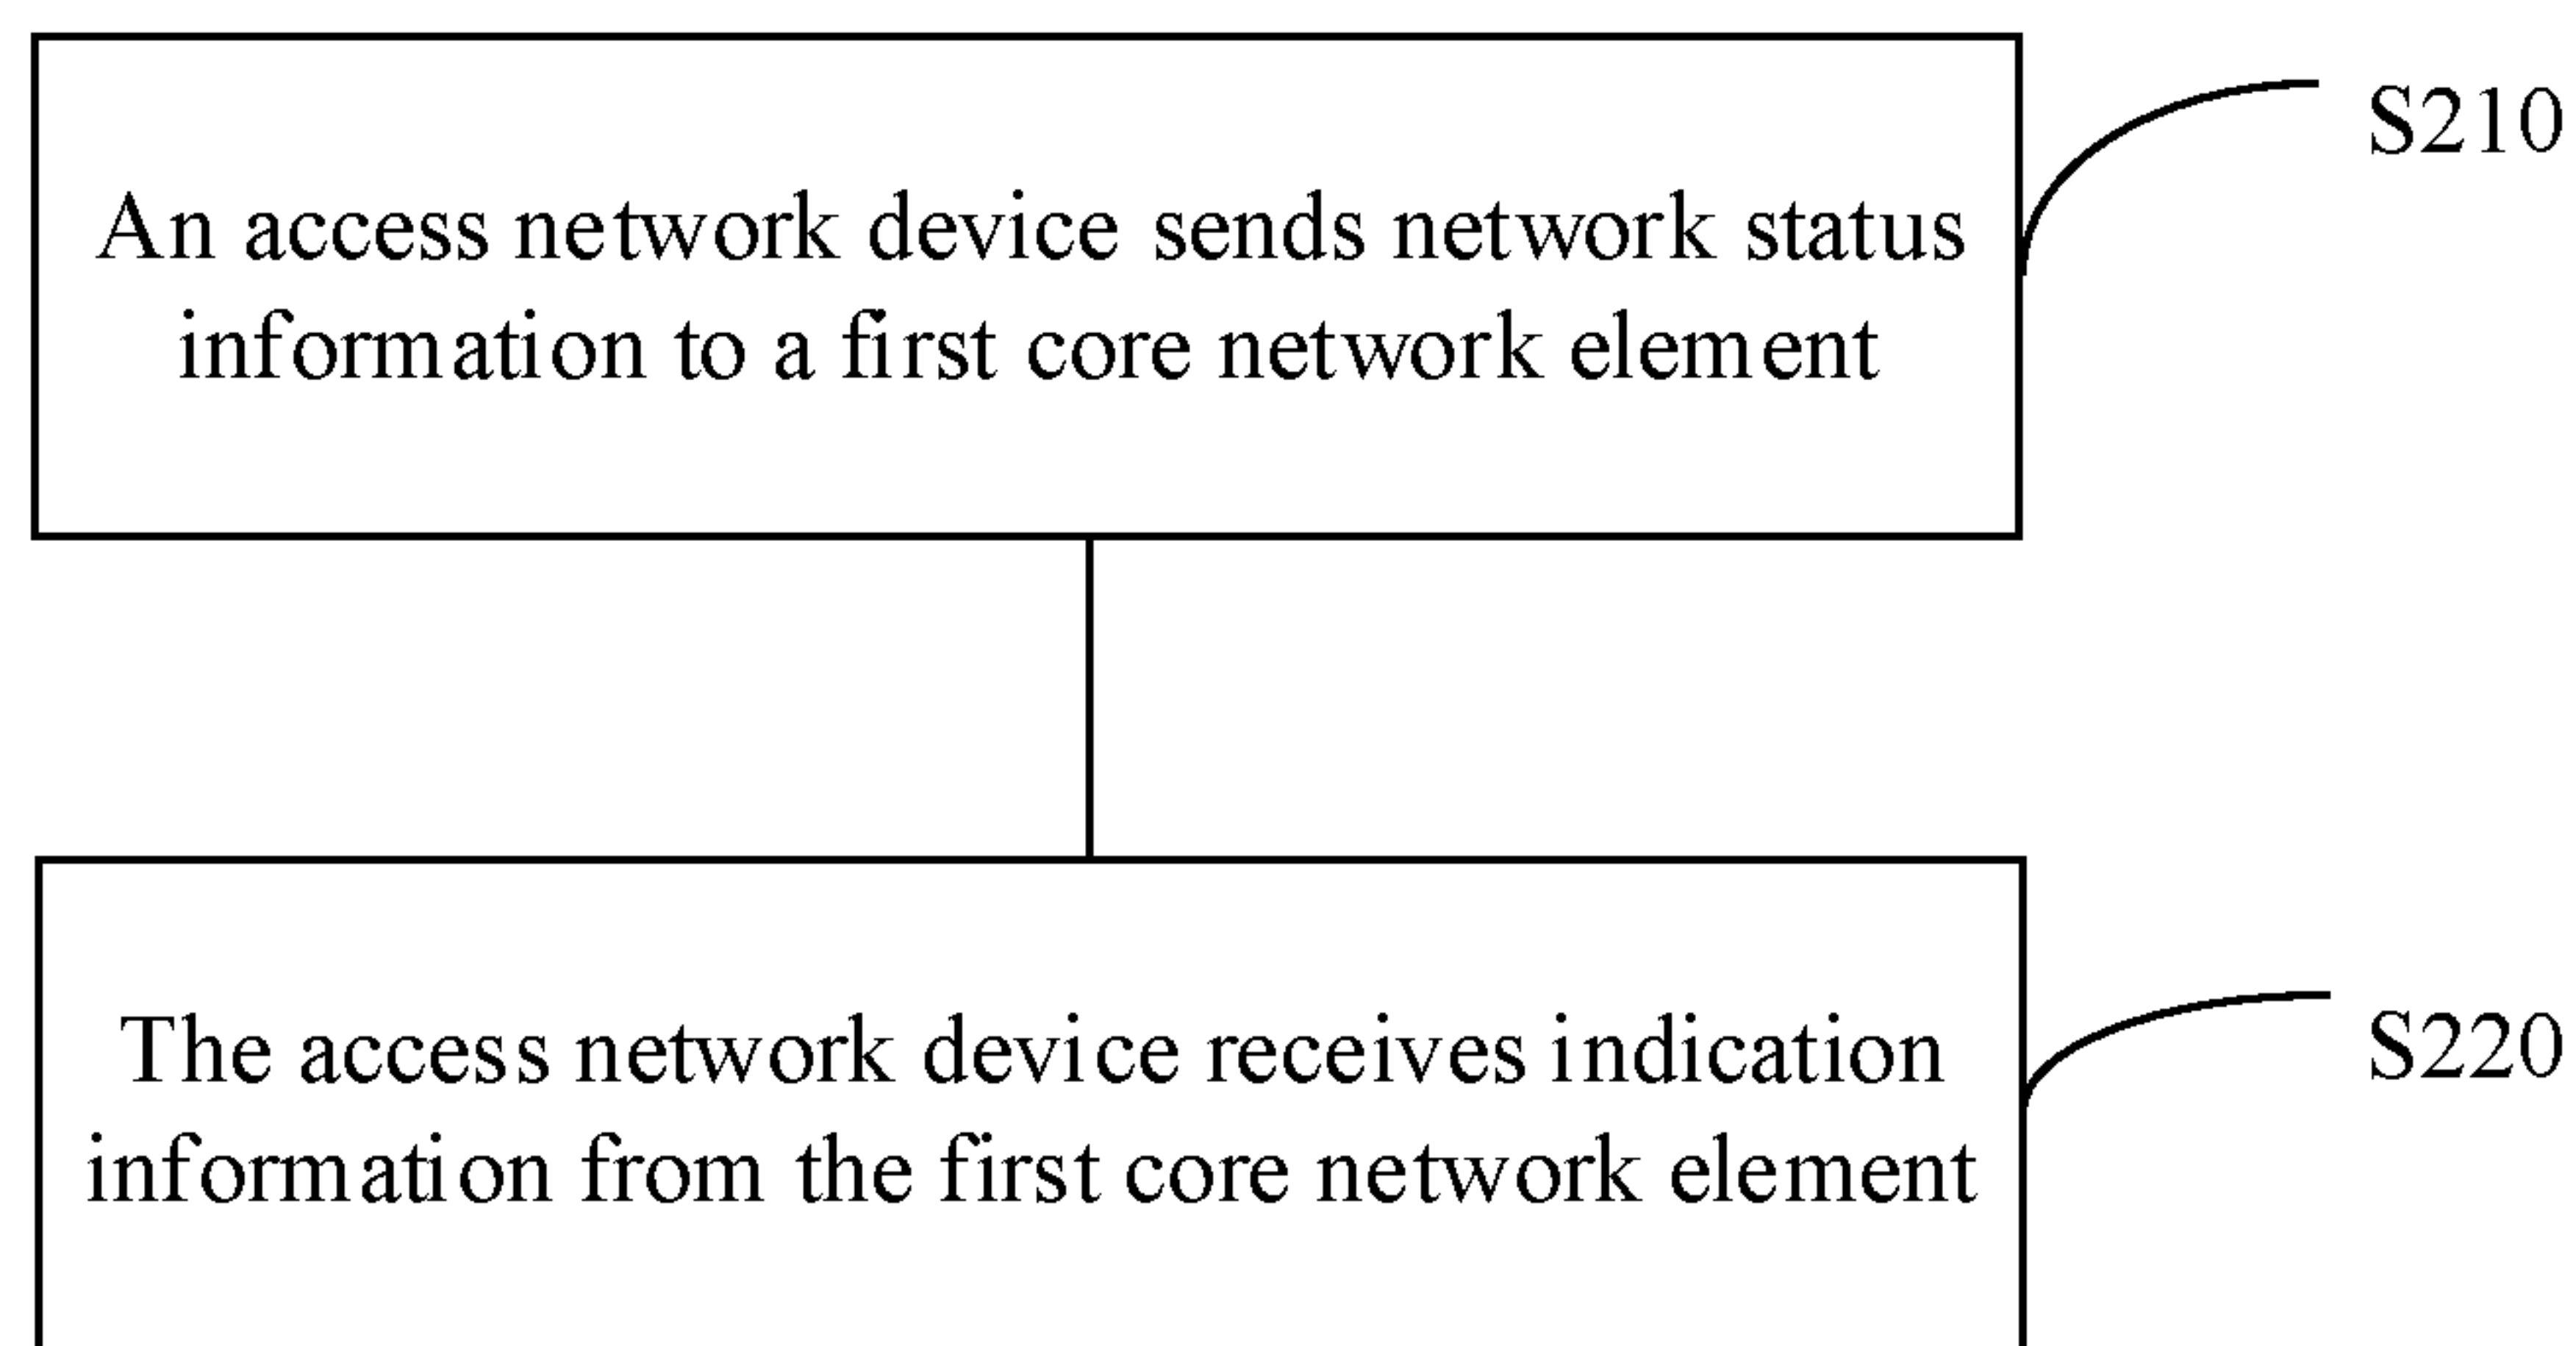 An access network device sends network status
information to a first core network element
S210
The access network device receives indication
information from the first core network element
S220